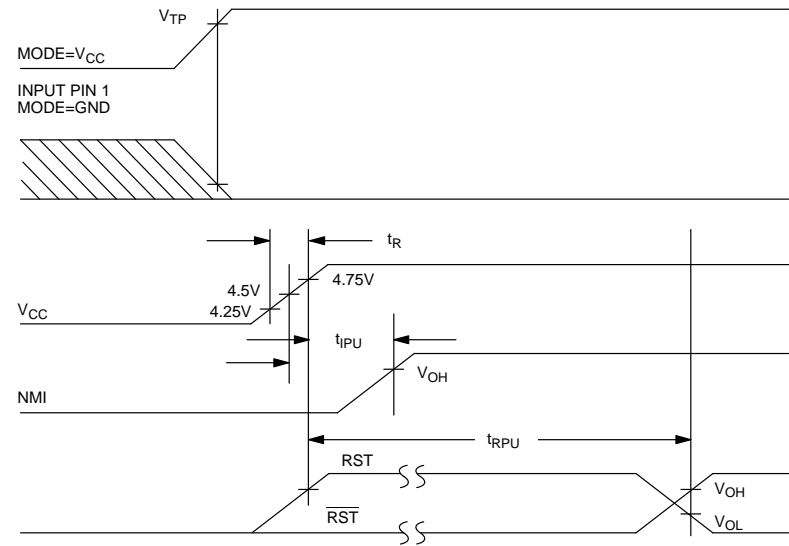 V_TP
MODE=V_CC
INPUT PIN 1
MODE=GND
t_R
4.5V
4.75V
V_CC
4.25V
t_IPU
V_OH
NMI
t_RPU
RST
RST
V_OH
V_OL